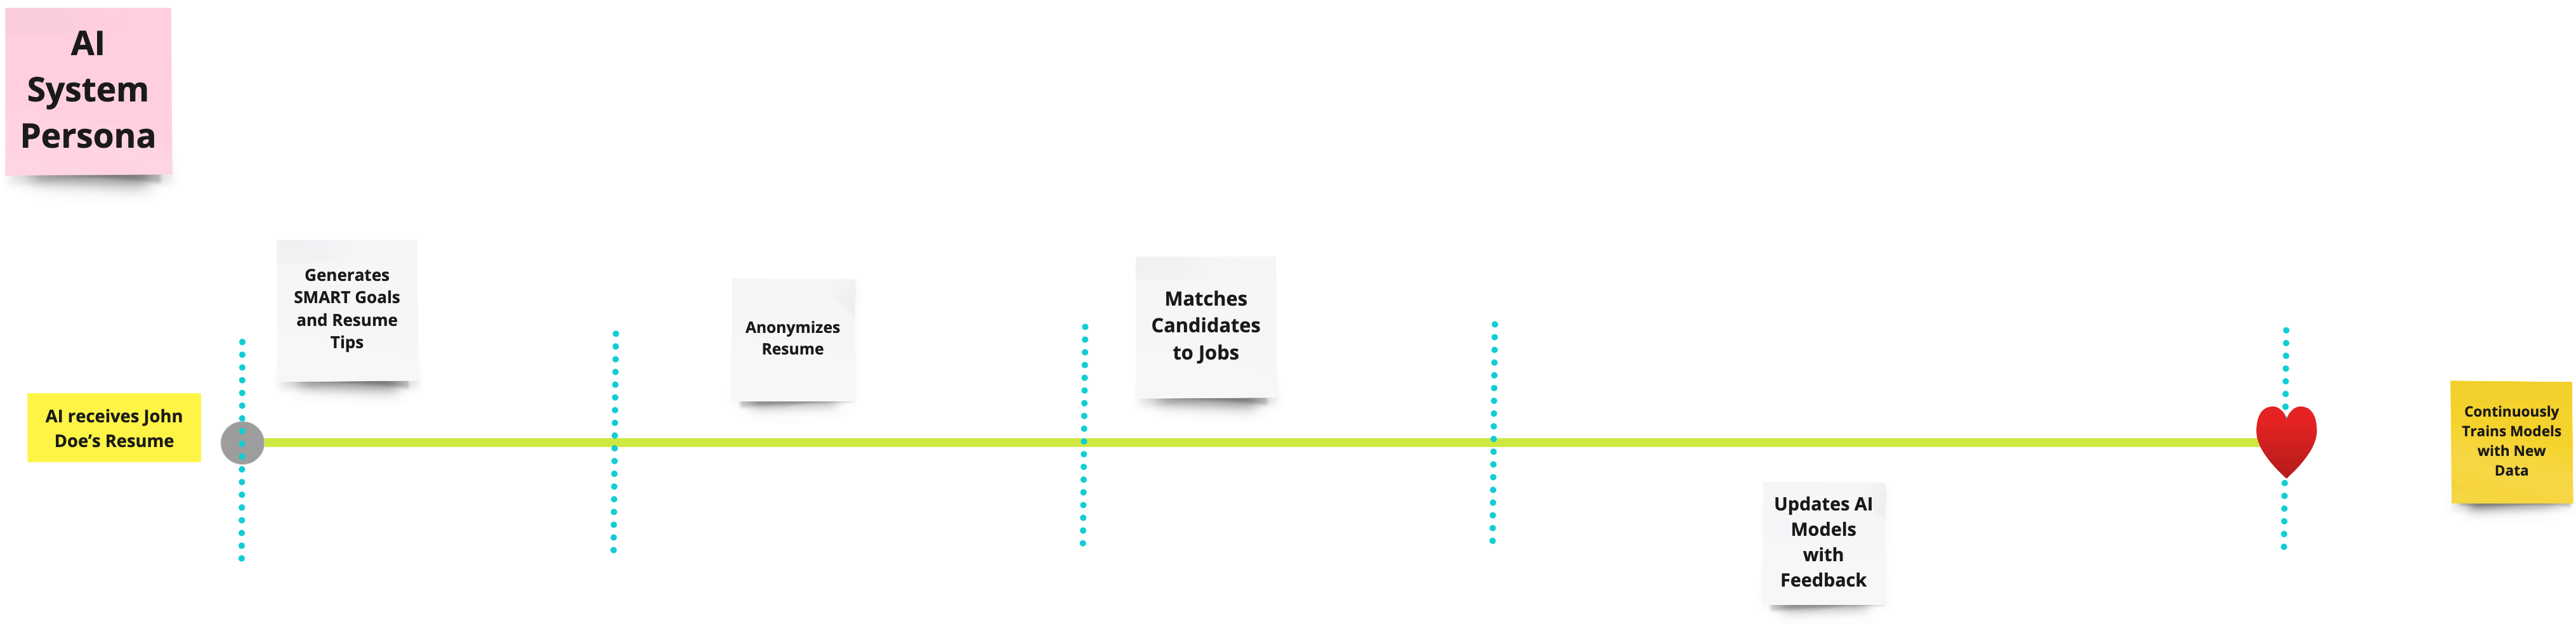 AI
System
Persona
Generates
SMART Goals
and Resume
Tips
Anonymizes
Resume
Matches
Candidates
to Jobs
AI receives John
Doe’s Resume
Continuously
Trains Models
with New
Data
Updates AI
Models
with
Feedback